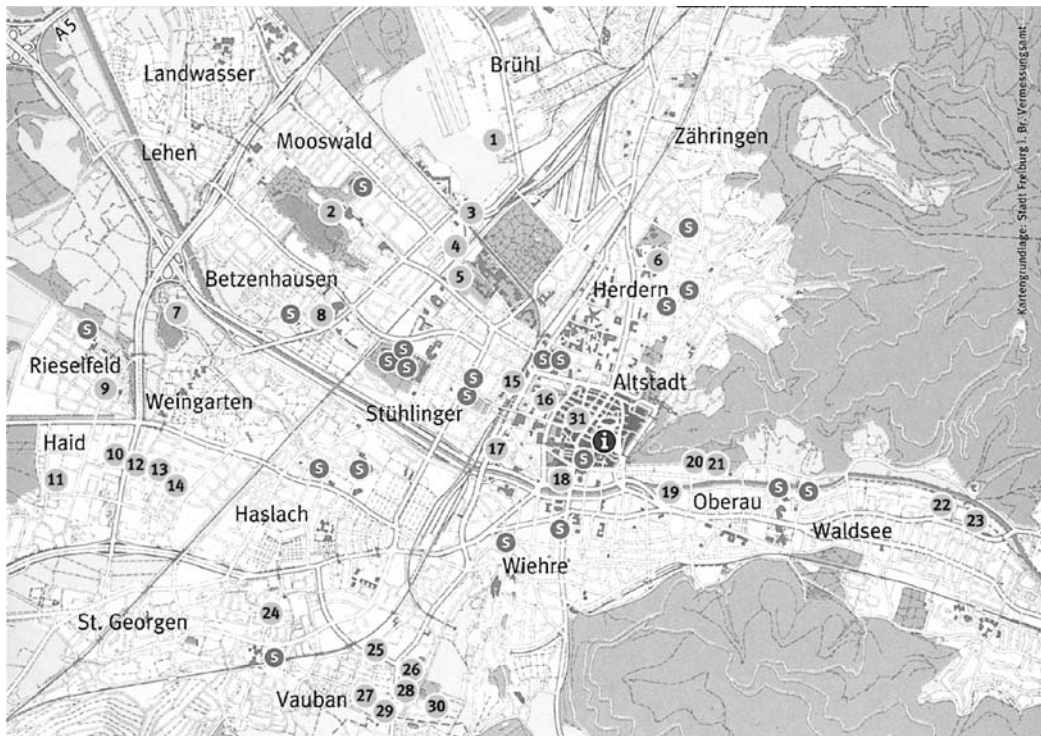 A5
Landwasser
Brühl
Lehen
Mooswald
Zähringen
1
S
2
3
S
4
6
5
Betzenhausen
Herdern
S
S
7
S
8
S
Rieselfeld
9
S
S
S
S
S
Weingarten
Stühlinger
S
S
15
16
Altstadt
31
i
Haid
10
12
13
14
11
S
S
17
S
18
20
21
19
Oberau
S
S
22
23
Haslach
S
S
Wiehre
Waldsee
St. Georgen
24
S
25
26
Vauban
27
28
29
30
Kartengrundlage: Stadt Freiburg i. Br. Vermessungsamt